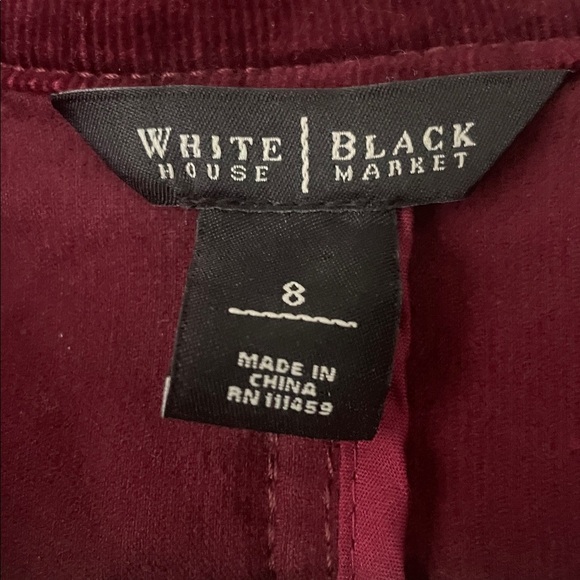 WHITE | BLACK
HOUSE | MARKET
8
MADE IN
CHINA
RN 111459